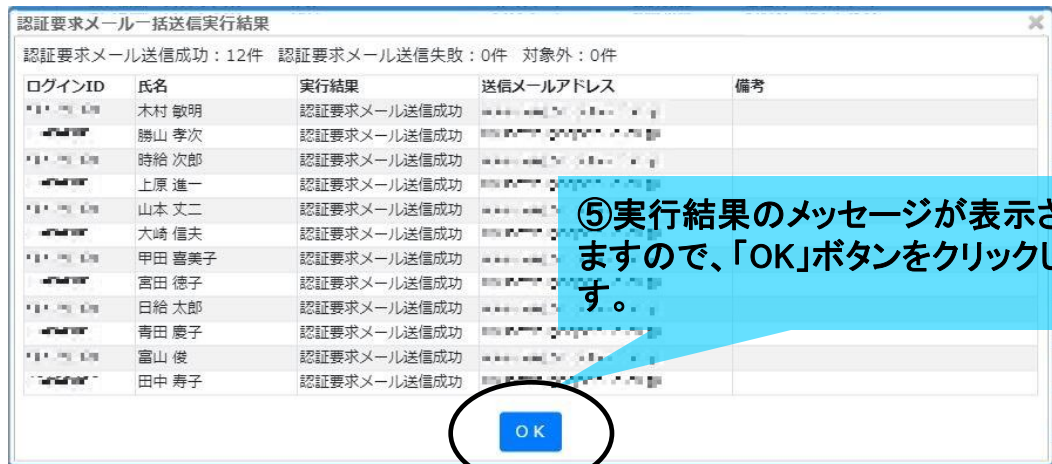 認証要求メール一括送信実行結果
認証要求メール送信成功：12件 認証要求メール送信失敗：0件 対象外：0件
ログインID 氏名 実行結果 送信メールアドレス 備考
木村 敏明 認証要求メール送信成功
勝山 孝次 認証要求メール送信成功
時給 次郎 認証要求メール送信成功
上原 進一 認証要求メール送信成功
山本 丈二 認証要求メール送信成功
大崎 信夫 認証要求メール送信成功
甲田 喜美子 認証要求メール送信成功
宮田 徳子 認証要求メール送信成功
日給 太郎 認証要求メール送信成功
青田 慶子 認証要求メール送信成功
富山 俊 認証要求メール送信成功
田中 寿子 認証要求メール送信成功
⑤実行結果のメッセージが表示さ
ますので、「OK」ボタンをクリックし
す。
OK